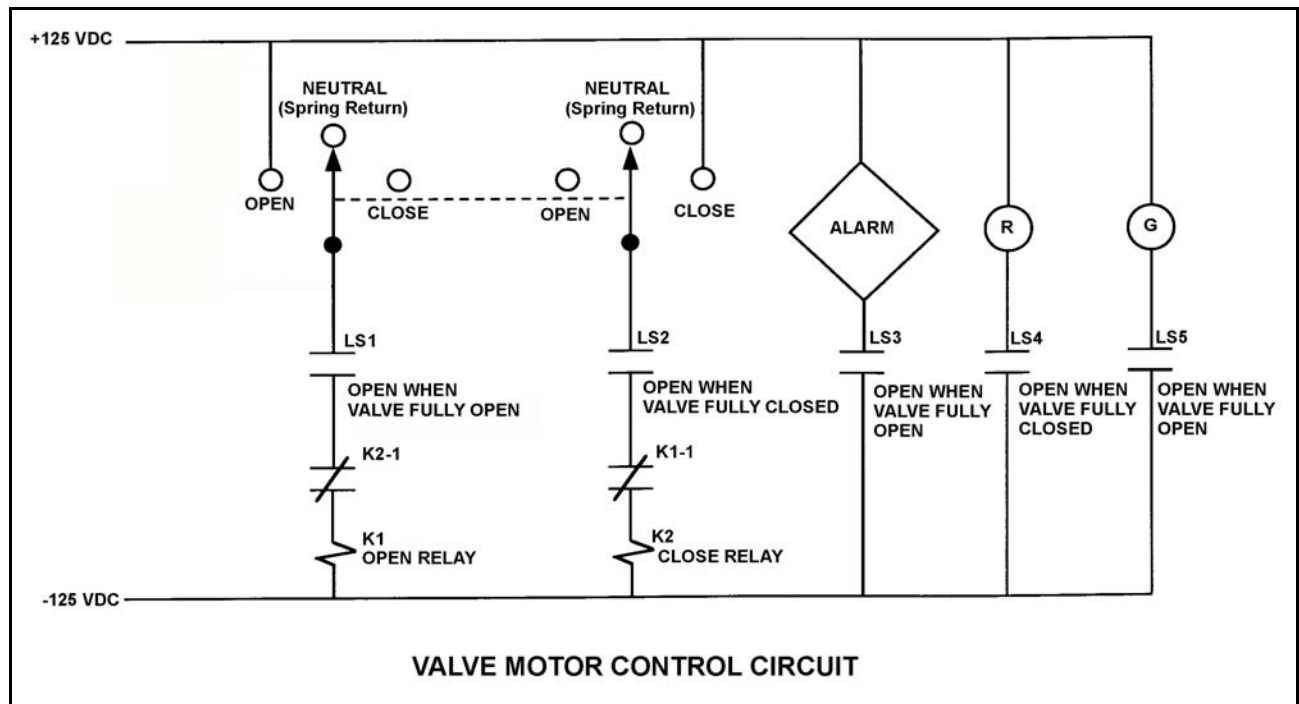 +125 VDC
NEUTRAL
(Spring Return)
NEUTRAL
(Spring Return)
OPEN
CLOSE
OPEN
CLOSE
ALARM
R
G
LS1
OPEN WHEN
VALVE FULLY OPEN
LS2
OPEN WHEN
VALVE FULLY CLOSED
LS3
OPEN WHEN
VALVE FULLY
OPEN
LS4
OPEN WHEN
VALVE FULLY
CLOSED
LS5
OPEN WHEN
VALVE FULLY
OPEN
K2-1
K1-1
K1
OPEN RELAY
K2
CLOSE RELAY
-125 VDC
VALVE MOTOR CONTROL CIRCUIT